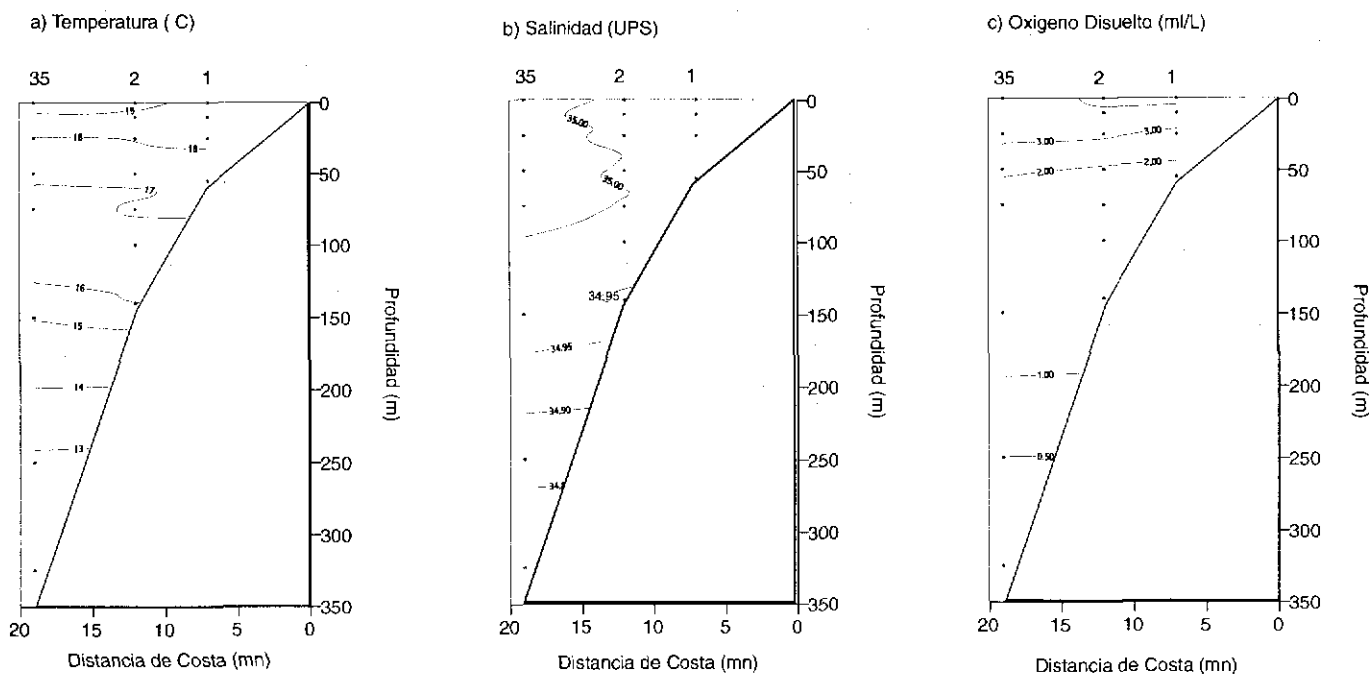 a) Temperatura ( C)
35 2 1
19
18
18
17
16
15
14
13
0
50
100
150
200
250
300
350
Profundidad (m)
20 15 10 5 0
Distancia de Costa (mn)
b) Salinidad (UPS)
35 2 1
35.00
35.00
34.95
34.95
34.90
0
50
100
150
200
250
300
350
Profundidad (m)
20 15 10 5 0
Distancia de Costa (mn)
c) Oxigeno Disuelto (ml/L)
35 2 1
3.00
3.00
2.00
2.00
1.00
0.50
0
50
100
150
200
250
300
350
Profundidad (m)
20 15 10 5 0
Distancia de Costa (mn)